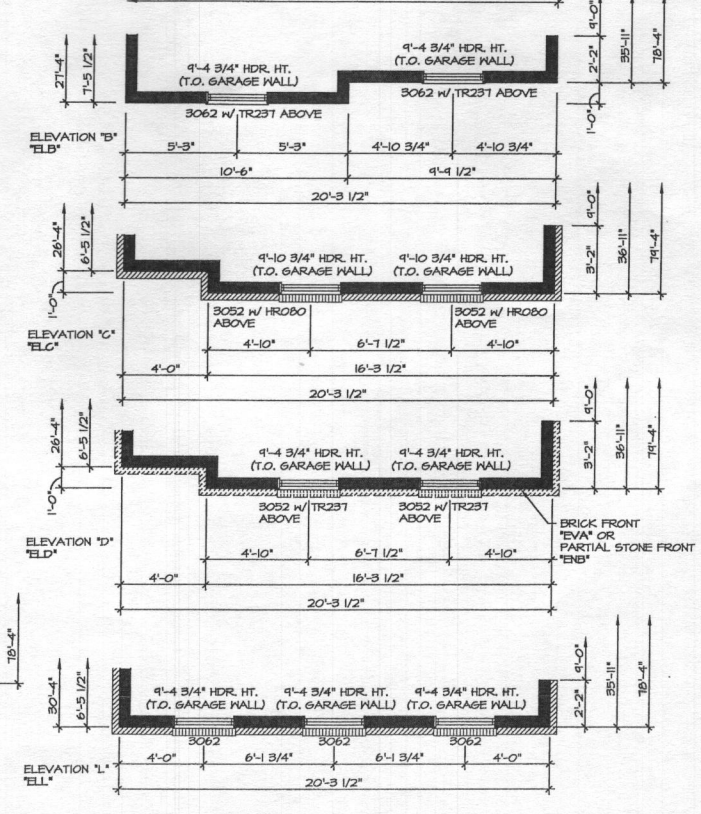 9'-0"
2'-2"
35'-11"
78'-4"
27'-4"
7'-5 1/2"
9'-4 3/4" HDR. HT.
(T.O. GARAGE WALL)
9'-4 3/4" HDR. HT.
(T.O. GARAGE WALL)
3062 W/ TR237 ABOVE
3062 W/ TR237 ABOVE
1'-0"
ELEVATION "B"
"ELB"
5'-3" 5'-3" 4'-10 3/4" 4'-10 3/4"
10'-6" 9'-9 1/2"
20'-3 1/2"
26'-4"
6'-5 1/2"
1'-0"
9'-10 3/4" HDR. HT.
(T.O. GARAGE WALL)
9'-10 3/4" HDR. HT.
(T.O. GARAGE WALL)
9'-0"
3'-2"
36'-11"
79'-4"
3052 W/ HR080
ABOVE
3052 W/ HR080
ABOVE
ELEVATION "C"
"ELC"
4'-10" 6'-7 1/2" 4'-10"
4'-0" 16'-3 1/2"
20'-3 1/2"
26'-4"
6'-5 1/2"
1'-0"
9'-4 3/4" HDR. HT.
(T.O. GARAGE WALL)
9'-4 3/4" HDR. HT.
(T.O. GARAGE WALL)
9'-0"
3'-2"
36'-11"
79'-4"
3052 W/ TR237
ABOVE
3052 W/ TR237
ABOVE
BRICK FRONT
"EVA" OR
PARTIAL STONE FRONT
"ENB"
ELEVATION "D"
"ELD"
4'-10" 6'-7 1/2" 4'-10"
4'-0" 16'-3 1/2"
20'-3 1/2"
78'-4"
30'-4"
6'-5 1/2"
9'-4 3/4" HDR. HT.
(T.O. GARAGE WALL)
9'-4 3/4" HDR. HT.
(T.O. GARAGE WALL)
9'-4 3/4" HDR. HT.
(T.O. GARAGE WALL)
9'-0"
2'-2"
35'-11"
78'-4"
3062 3062 3062
ELEVATION "L"
"ELL"
4'-0" 6'-1 3/4" 6'-1 3/4" 4'-0"
20'-3 1/2"